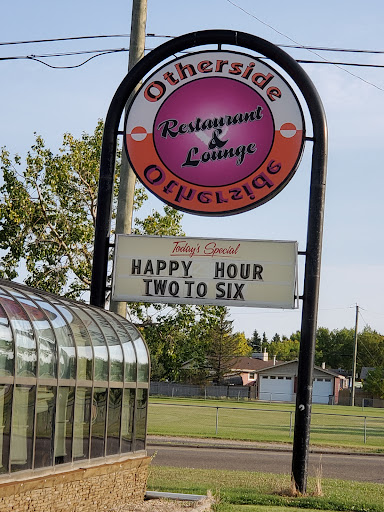 Otherside
Restaurant
&
Lounge
Otherside
Today's Special
HAPPY HOUR
TWO TO SIX